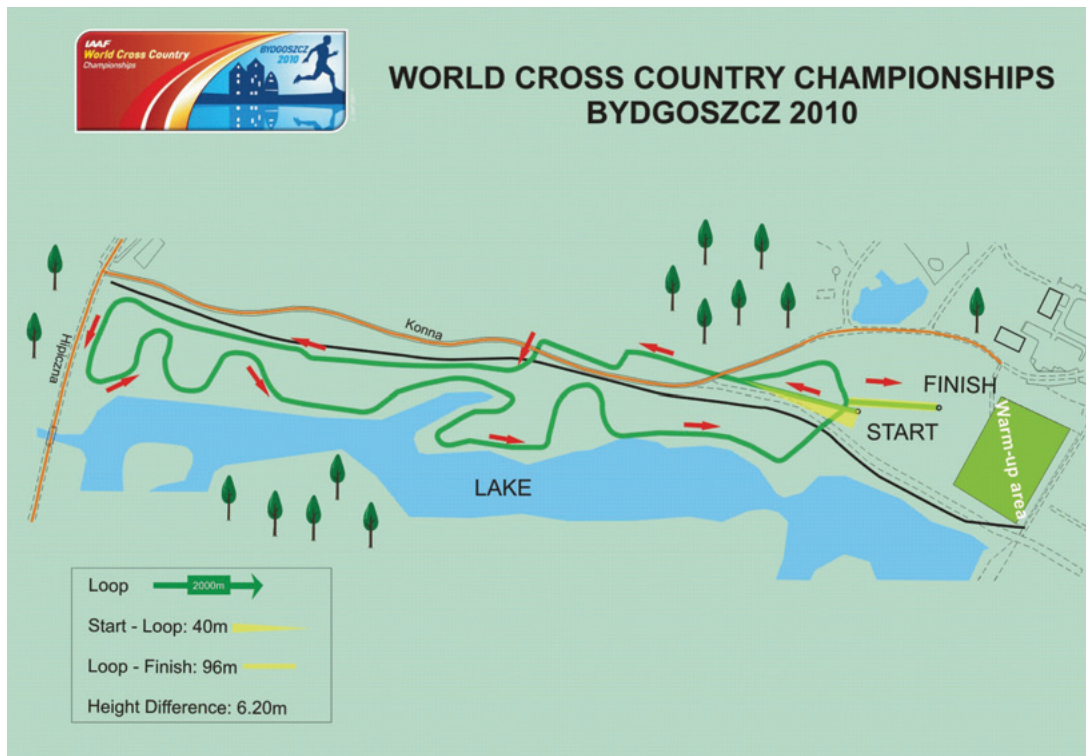 IAAF
World Cross Country
Championships
BYDGOSZCZ
2010
WORLD CROSS COUNTRY CHAMPIONSHIPS
BYDGOSZCZ 2010
Hipiczna
Konna
FINISH
START
Warm-up area
LAKE
Loop 2000m
Start - Loop: 40m
Loop - Finish: 96m
Height Difference: 6.20m